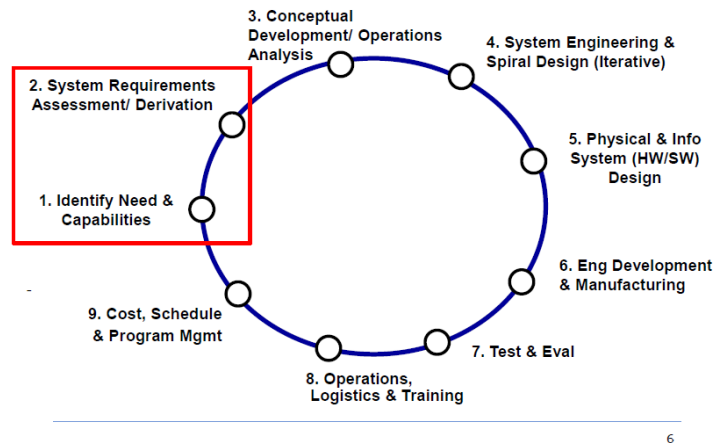 3. Conceptual
Development/ Operations
Analysis
4. System Engineering &
Spiral Design (Iterative)
2. System Requirements
Assessment/ Derivation
5. Physical & Info
System (HW/SW)
Design
1. Identify Need &
Capabilities
6. Eng Development
& Manufacturing
-
9. Cost, Schedule
& Program Mgmt
7. Test & Eval
8. Operations,
Logistics & Training
6